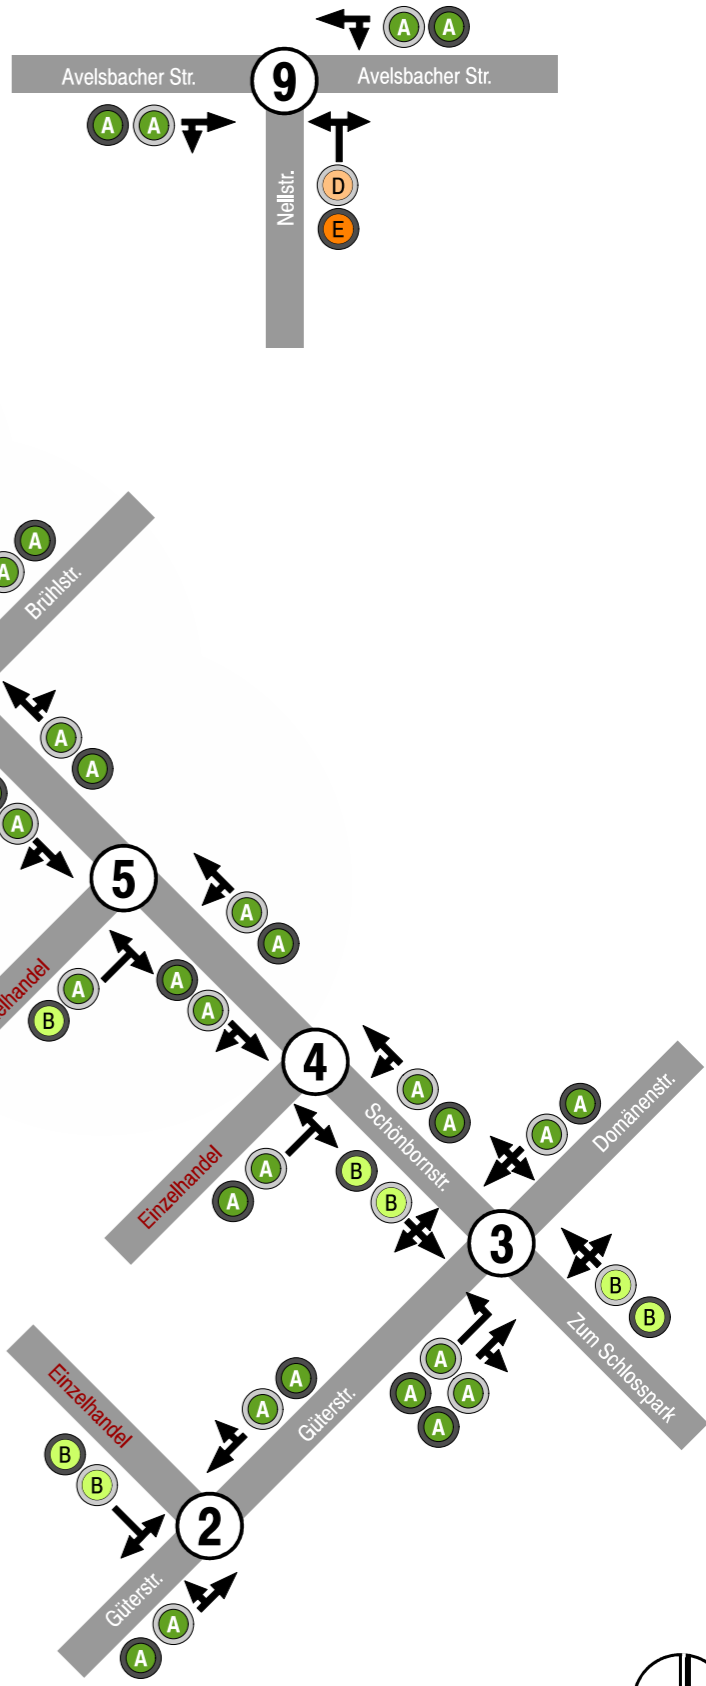 A A
Avelsbacher Str.
9
Avelsbacher Str.
A A
Nellstr.
D
E
A
A
Brühlstr.
A
A
A
5
A
A
elhandel
A
B
A
A
4
A
A
Schönbornstr.
A
A
Domänenstr.
Einzelhandel
A
A
B
B
3
B
B
Zum Schlosspark
A
A
A
A
Einzelhandel
A
A
Güterstr.
B
B
2
Güterstr.
A
A